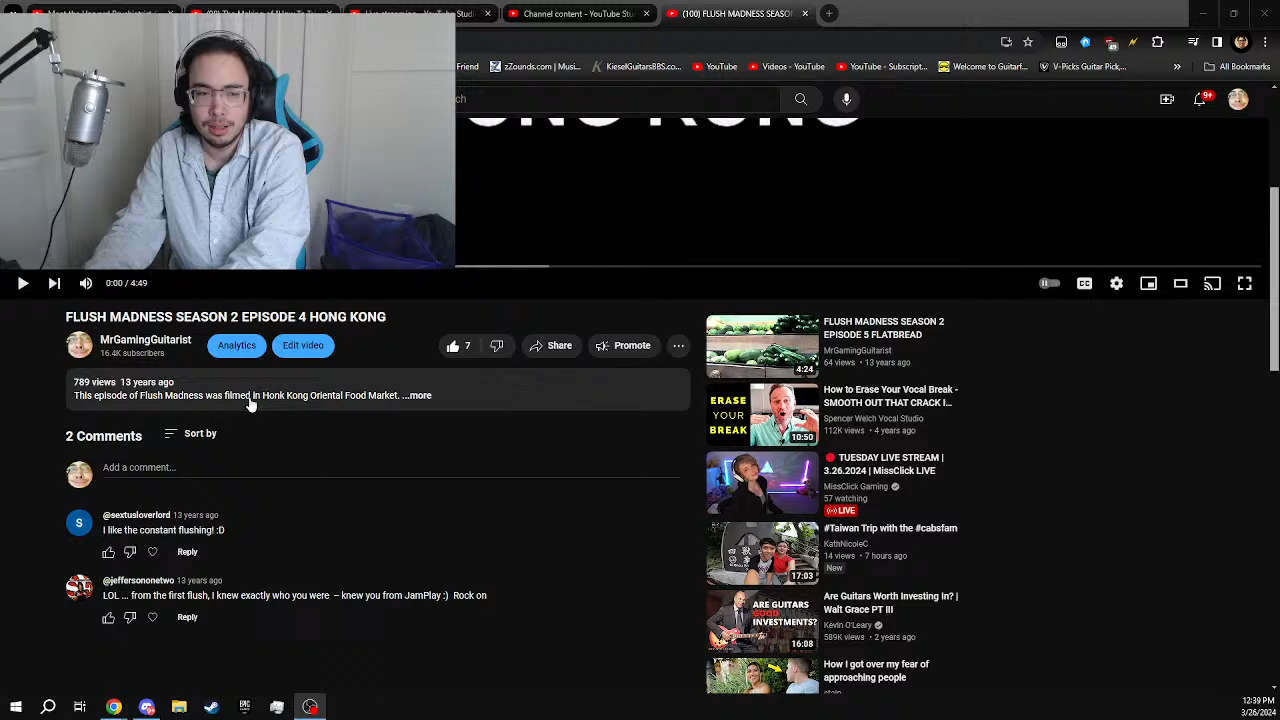 (100) FLUSH MADNESS SEASO
Channel content - YouTube Stu
Friend
zZounds.com | Musi...
KieselGuitarsBBS.co...
YouTube
Videos - YouTube
YouTube - Subscript...
Welcome to Guitarf...
V-Picks Guitar Pick,...
»
All Bookmarks
ch
9+
0:00 / 4:49
CC
FLUSH MADNESS SEASON 2 EPISODE 4 HONG KONG
MrGamingGuitarist
16.4K subscribers
Analytics
Edit video
7
Share
Promote
789 views 13 years ago
This episode of Flush Madness was filmed in Honk Kong Oriental Food Market. ...more
2 Comments
Sort by
Add a comment...
S
@sextusloverlord 13 years ago
I like the constant flushing! :D
Reply
@jeffersononetwo 13 years ago
LOL ... from the first flush, I knew exactly who you were – knew you from JamPlay :) Rock on
Reply
4:24
FLUSH MADNESS SEASON 2
EPISODE 5 FLATBREAD
MrGamingGuitarist
64 views • 13 years ago
ERASE
YOUR
BREAK
10:50
How to Erase Your Vocal Break -
SMOOTH OUT THAT CRACK I...
Spencer Welch Vocal Studio
112K views • 4 years ago
TUESDAY LIVE STREAM |
3.26.2024 | MissClick LIVE
MissClick Gaming
57 watching
LIVE
17:03
#Taiwan Trip with the #cabsfam
KathNicoleC
14 views • 7 hours ago
New
ARE GUITARS
GOOD
INVESTMENTS?
16:08
Are Guitars Worth Investing In? |
Walt Grace PT III
Kevin O'Leary
589K views • 2 years ago
How I got over my fear of
approaching people
12:39 PM
3/26/2024